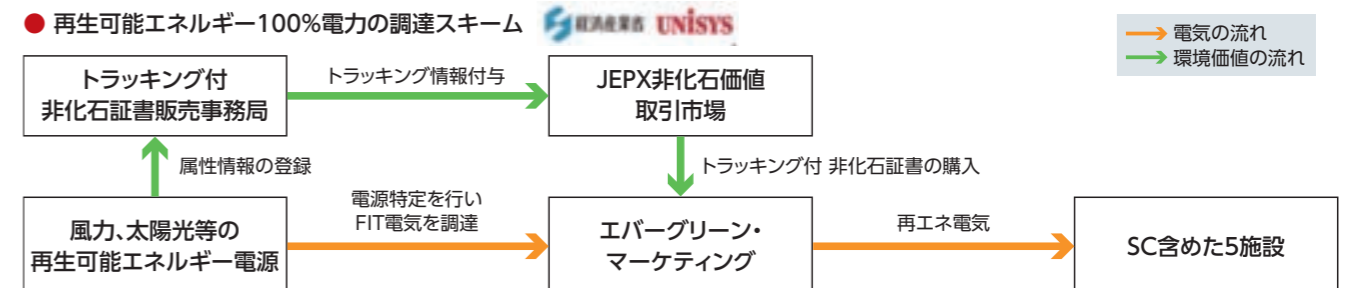 ● 再生可能エネルギー100%電力の調達スキーム
経済産業省 UNISYS
電気の流れ
環境価値の流れ
トラッキング付
非化石証書販売事務局
トラッキング情報付与
JEPX非化石価値
取引市場
属性情報の登録
トラッキング付 非化石証書の購入
風力、太陽光等の
再生可能エネルギー電源
電源特定を行い
FIT電気を調達
エバーグリーン・
マーケティング
再エネ電気
SC含めた5施設